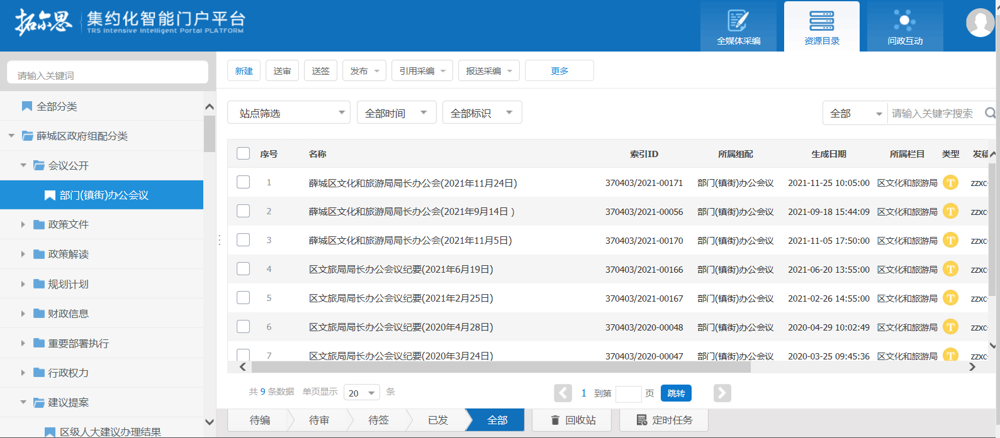 拓尔思 集约化智能门户平台
TRS Intensive Intelligent Portal PLATFORM
全媒体采编 资源目录 问政互动
请输入关键词
新建 送审 送签 发布 引用采编 报送采编 更多
全部分类
薛城区政府组配分类
会议公开
部门(镇街)办公会议
政策文件
政策解读
规划计划
财政信息
重要部署执行
行政权力
建议提案
区级人大建议办理结果
站点筛选 全部时间 全部标识 全部 请输入关键字搜索
序号 名称 索引ID 所属组配 生成日期 所属栏目 类型 发稿
1 薛城区文化和旅游局局长办公会(2021年11月24日) 370403/2021-00171 部门(镇街)办公会议 2021-11-25 10:05:00 区文化和旅游局 T zzxc-
2 薛城区文化和旅游局局长办公会(2021年9月14日 ) 370403/2021-00056 部门(镇街)办公会议 2021-09-18 15:44:09 区文化和旅游局 T zzxc-
3 薛城区文化和旅游局局长办公会(2021年11月5日) 370403/2021-00170 部门(镇街)办公会议 2021-11-05 17:50:00 区文化和旅游局 T zzxc-
4 区文旅局局长办公会议纪要(2021年6月19日) 370403/2021-00166 部门(镇街)办公会议 2021-06-20 13:55:00 区文化和旅游局 T zzxc-
5 区文旅局局长办公会议纪要(2021年2月25日) 370403/2021-00167 部门(镇街)办公会议 2021-02-26 14:55:00 区文化和旅游局 T zzxc-
6 区文旅局局长办公会议纪要(2020年4月28日) 370403/2020-00048 部门(镇街)办公会议 2020-04-29 10:02:49 区文化和旅游局 T zzxc-
7 区文旅局局长办公会议纪要(2020年3月24日) 370403/2020-00047 部门(镇街)办公会议 2020-03-25 09:45:36 区文化和旅游局 T zzxc-
共 9 条数据 单页显示 20 条 1 到第 页 跳转
待编 待审 待签 已发 全部 回收站 定时任务